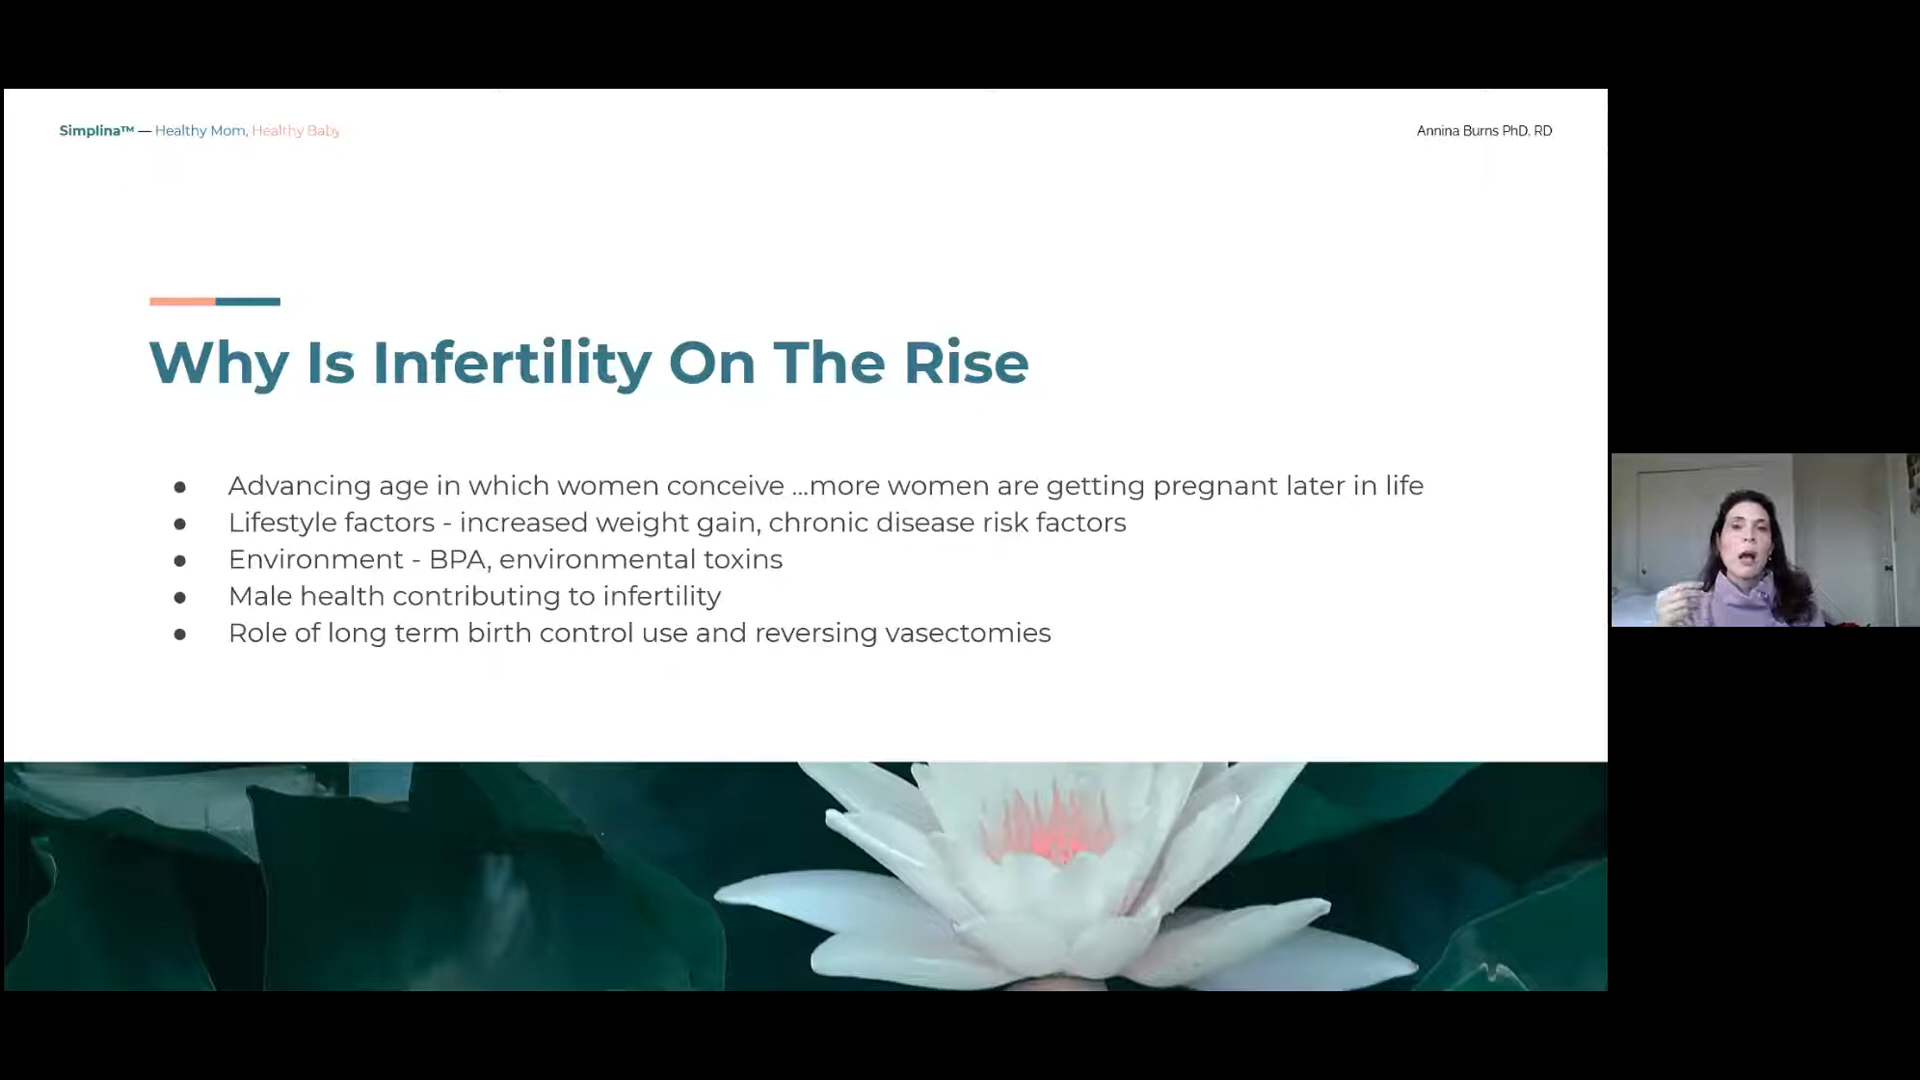 Simplina™ — Healthy Mom, Healthy Baby
Annina Burns PhD, RD
Why Is Infertility On The Rise
● Advancing age in which women conceive ...more women are getting pregnant later in life
● Lifestyle factors - increased weight gain, chronic disease risk factors
● Environment - BPA, environmental toxins
● Male health contributing to infertility
● Role of long term birth control use and reversing vasectomies